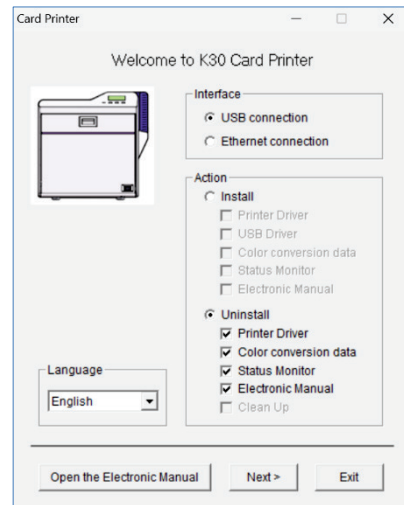 Card Printer
Welcome to K30 Card Printer
Interface
USB connection
Ethernet connection
Action
Install
Printer Driver
USB Driver
Color conversion data
Status Monitor
Electronic Manual
Uninstall
Printer Driver
Color conversion data
Status Monitor
Electronic Manual
Clean Up
Language
English
Open the Electronic Manual
Next >
Exit